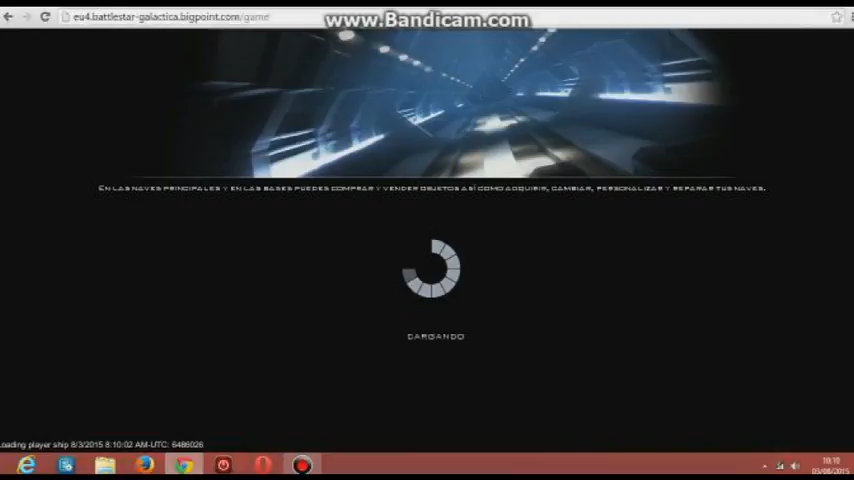 www.Bandicam.com
eu4.battlestar-galactica.bigpoint.com/game
EN LAS NAVES PRINCIPALES Y EN LAS BASES PUEDES COMPRAR Y VENDER OBJETOS ASÍ COMO ADQUIRIR, CAMBIAR, PERSONALIZAR Y REPARAR TUS NAVES.
CARGANDO
Loading player ship 8/3/2015 8:10:02 AM-UTC: 6486026
10:10
03/08/2015